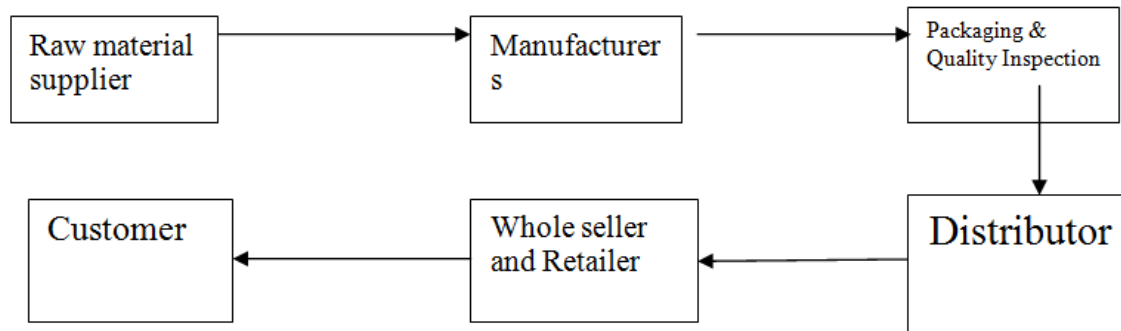 Raw material
supplier
Manufacturer
s
Packaging &
Quality Inspection
Distributor
Whole seller
and Retailer
Customer